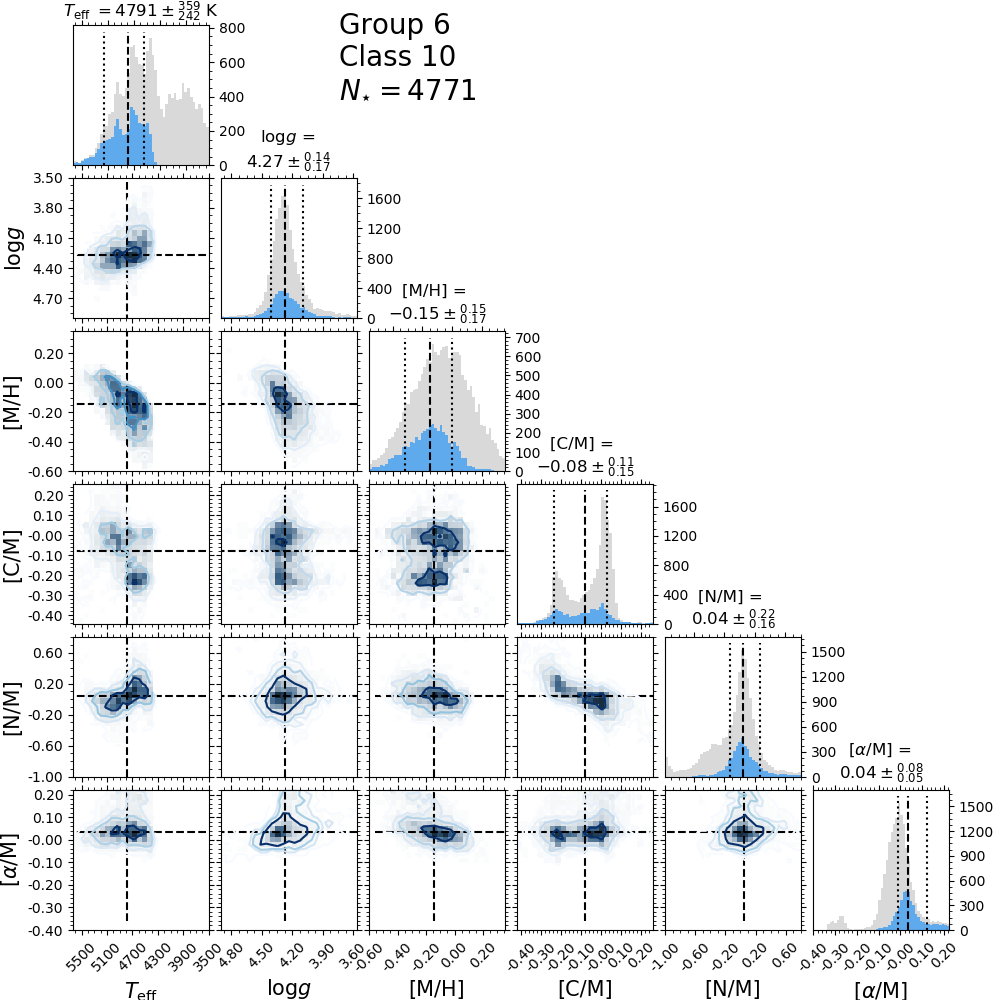 T_eff = 4791 ± 359 242 K
Group 6
Class 10
N⋆ = 4771
800
600
400
200
0
logg =
4.27 ± 0.14 0.17
3.50
3.80
4.10
4.40
4.70
logg
1600
1200
800
400
0
[M/H] =
−0.15 ± 0.15 0.17
0.20
0.00
-0.20
-0.40
-0.60
[M/H]
700
600
500
400
300
200
100
0
[C/M] =
−0.08 ± 0.11 0.15
0.20
0.10
-0.00
-0.10
-0.20
-0.30
-0.40
[C/M]
1600
1200
800
400
0
[N/M] =
0.04 ± 0.22 0.16
0.60
0.20
-0.20
-0.60
-1.00
[N/M]
1500
1200
900
600
300
0
[α/M] =
0.04 ± 0.08 0.05
0.20
0.10
-0.00
-0.10
-0.20
-0.30
-0.40
[α/M]
1500
1200
900
600
300
0
5500 5100 4700 4300 3900 3500
4.80 4.50 4.20 3.90 3.60
-0.60 -0.40 -0.20 0.00 0.20
-0.40 -0.30 -0.20 -0.10 -0.00 0.10 0.20
-1.00 -0.60 -0.20 0.20 0.60
-0.40 -0.30 -0.20 -0.10 -0.00 0.10 0.20
T_eff logg [M/H] [C/M] [N/M] [α/M]